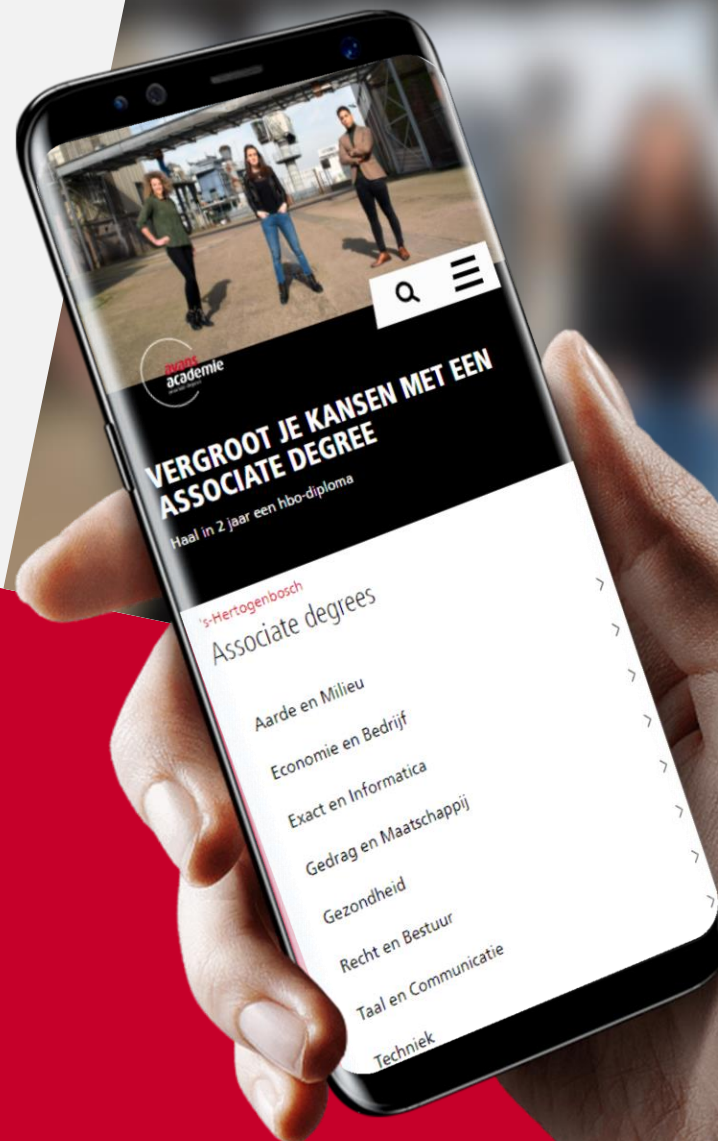 avans
academie
VERGROOT JE KANSEN MET EEN
ASSOCIATE DEGREE
Haal in 2 jaar een hbo-diploma
's-Hertogenbosch
Associate degrees
Aarde en Milieu
Economie en Bedrijf
Exact en Informatica
Gedrag en Maatschappij
Gezondheid
Recht en Bestuur
Taal en Communicatie
Techniek